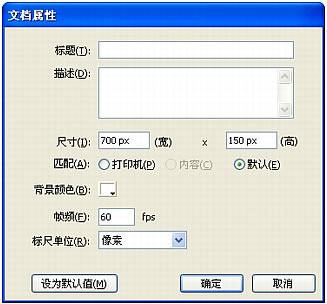 文档属性
标题(T):
描述(D):
尺寸(I): 700 px (宽) x 150 px (高)
匹配(A): 打印机(P) 内容(C) 默认(E)
背景颜色(B):
帧频(F): 60 fps
标尺单位(R): 像素
设为默认值(M) 确定 取消